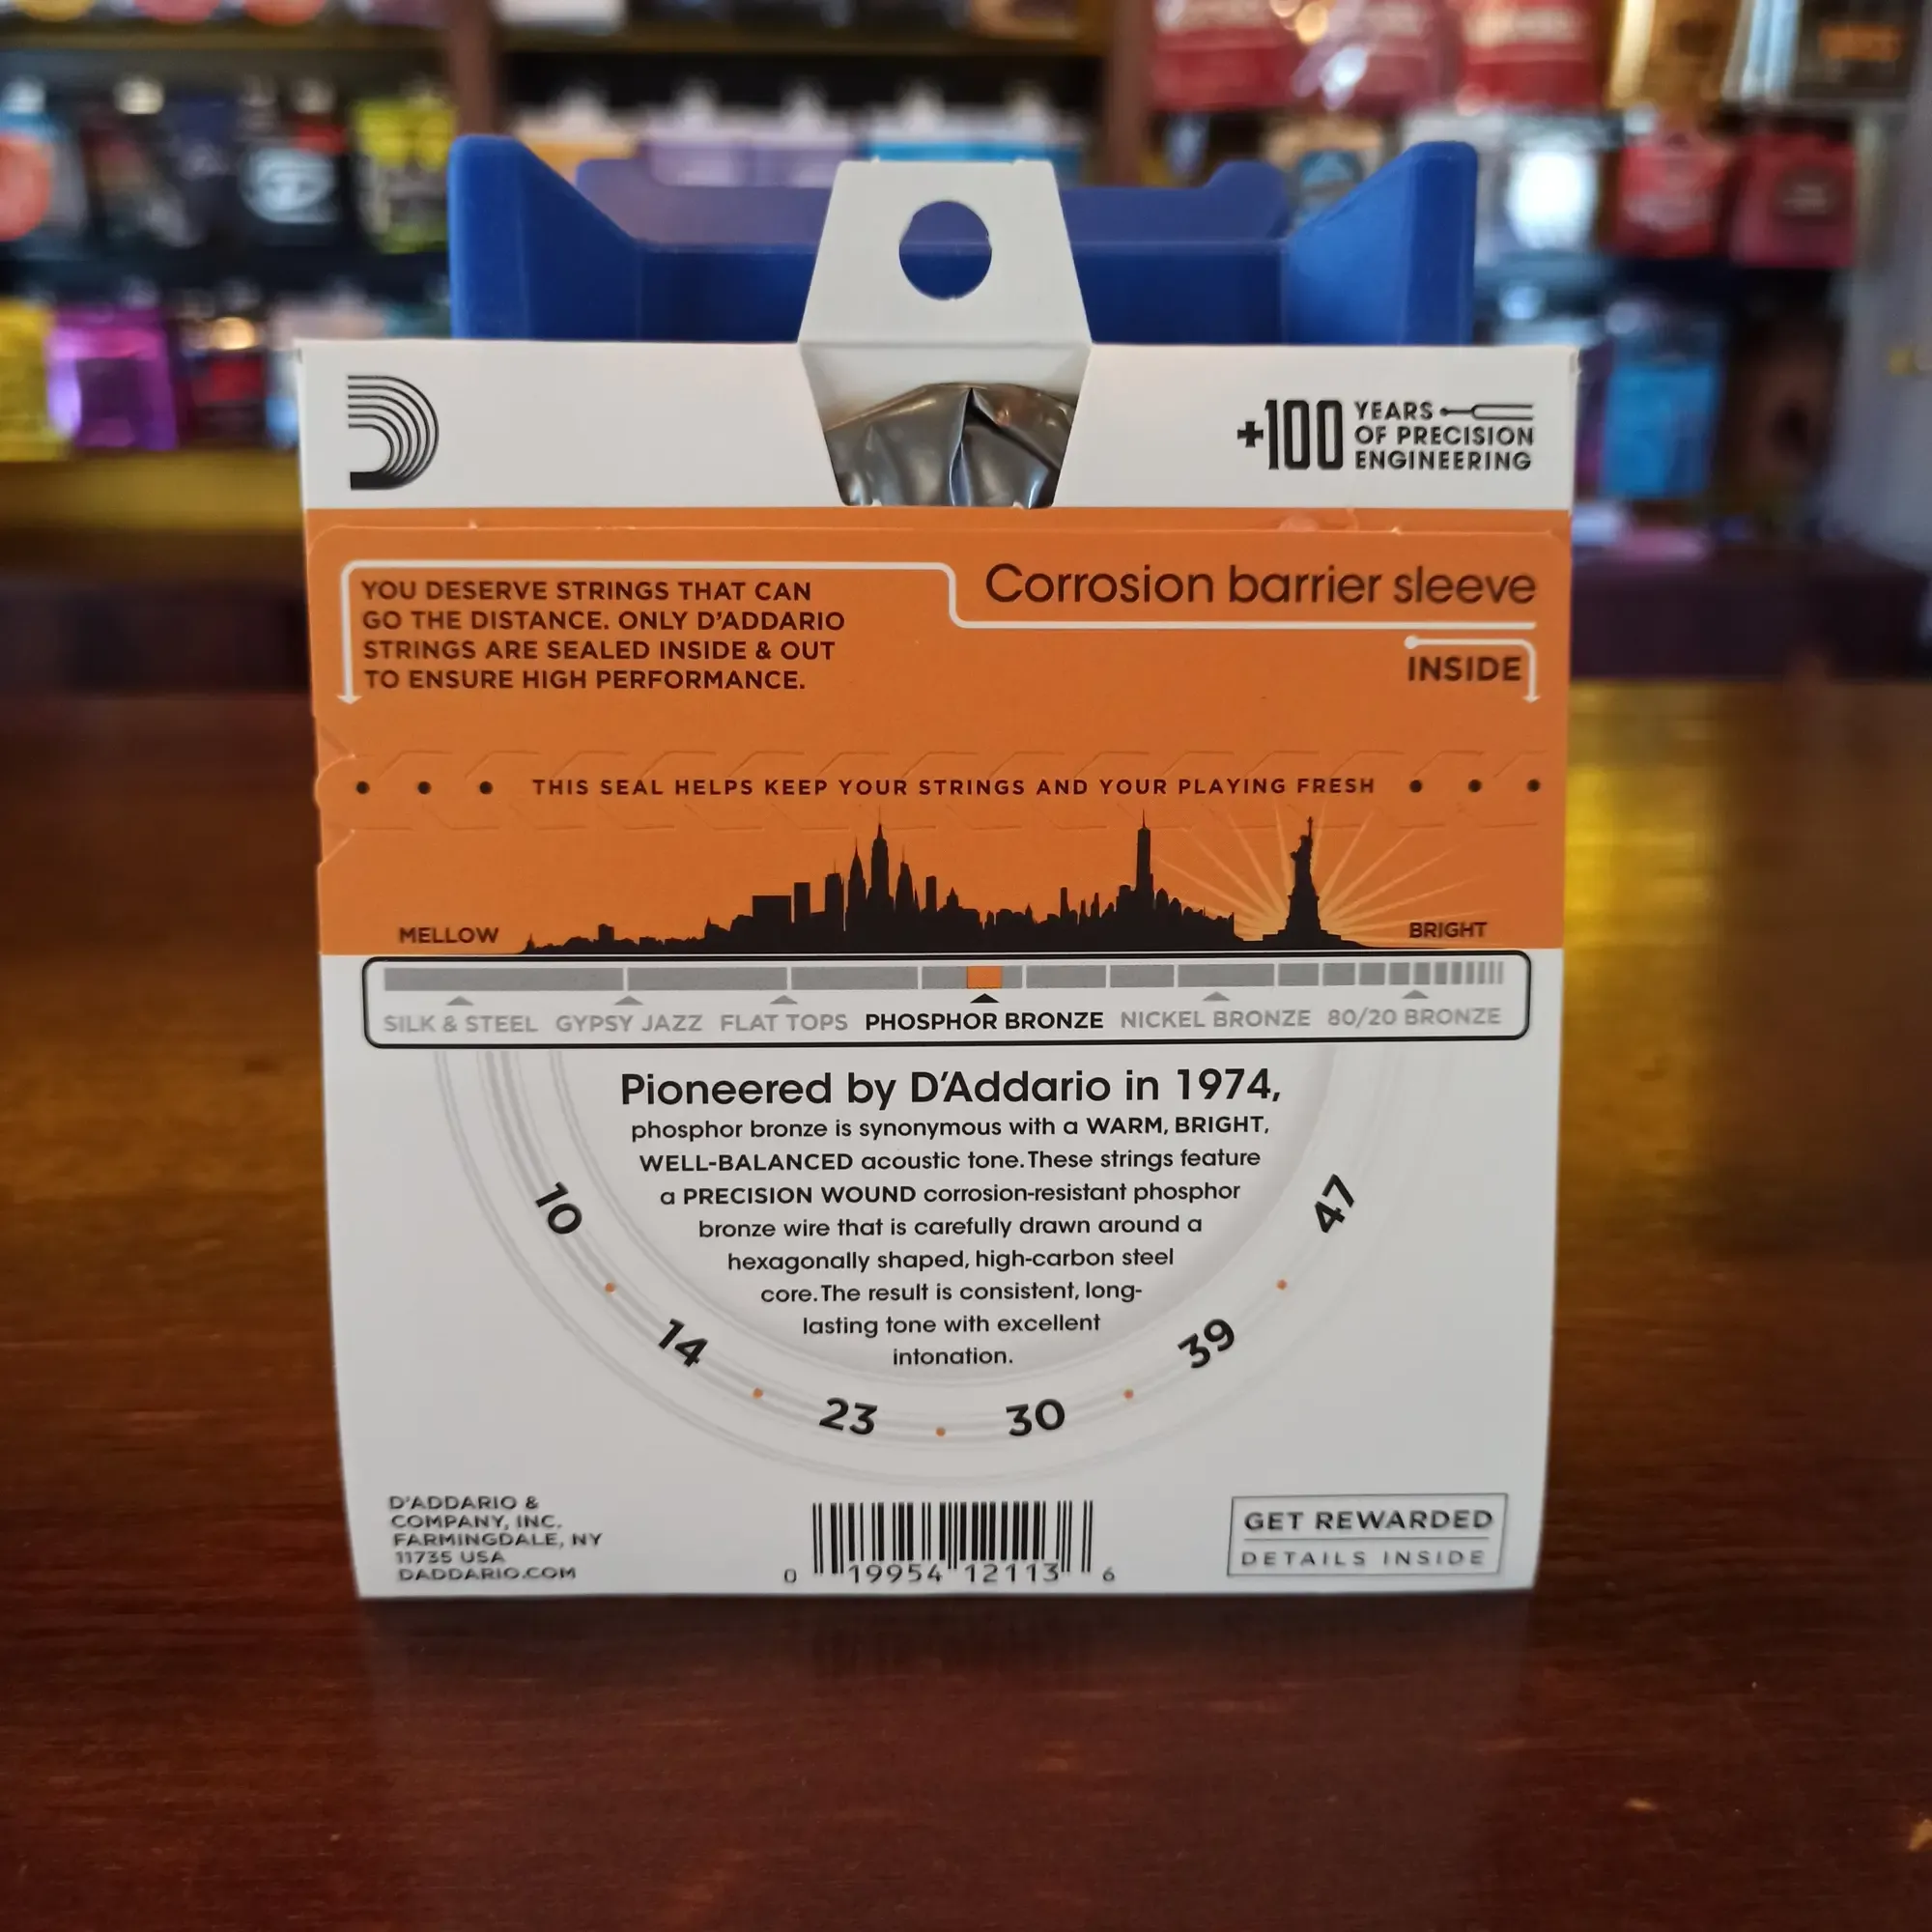 +100 YEARS
OF PRECISION
ENGINEERING
YOU DESERVE STRINGS THAT CAN
GO THE DISTANCE. ONLY D'ADDARIO
STRINGS ARE SEALED INSIDE & OUT
TO ENSURE HIGH PERFORMANCE.
Corrosion barrier sleeve
INSIDE
THIS SEAL HELPS KEEP YOUR STRINGS AND YOUR PLAYING FRESH
MELLOW
BRIGHT
SILK & STEEL GYPSY JAZZ FLAT TOPS PHOSPHOR BRONZE NICKEL BRONZE 80/20 BRONZE
Pioneered by D'Addario in 1974,
phosphor bronze is synonymous with a WARM, BRIGHT,
WELL-BALANCED acoustic tone. These strings feature
a PRECISION WOUND corrosion-resistant phosphor
bronze wire that is carefully drawn around a
hexagonally shaped, high-carbon steel
core. The result is consistent, long-
lasting tone with excellent
intonation.
10 • 14 • 23 • 30 • 39 • 47
D'ADDARIO &
COMPANY, INC.
FARMINGDALE, NY
11735 USA
DADDARIO.COM
0 19954 12113 6
GET REWARDED
DETAILS INSIDE